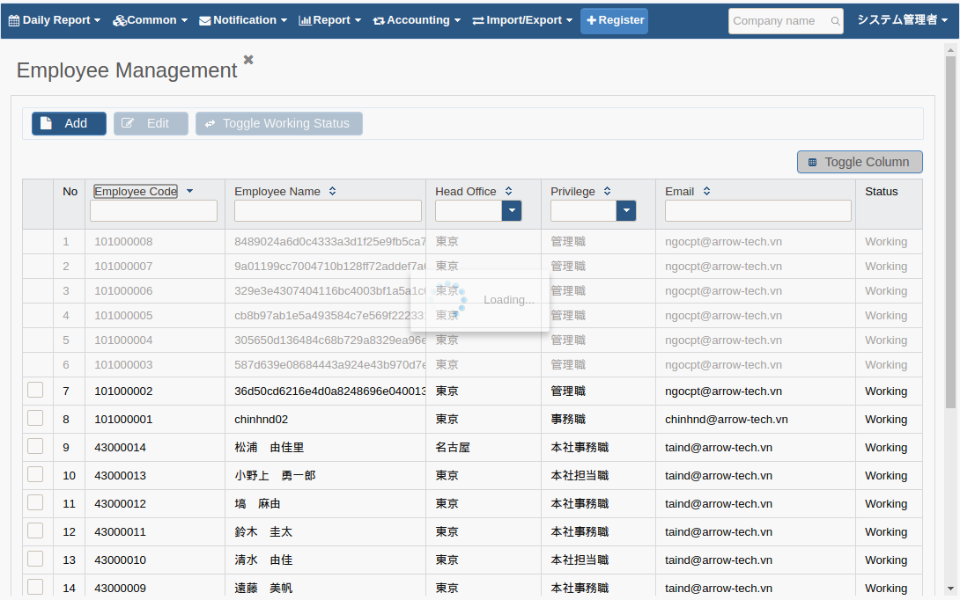 Daily Report Common Notification Report Accounting Import/Export Register Company name システム管理者
Employee Management
Add Edit Toggle Working Status
Toggle Column
No Employee Code Employee Name Head Office Privilege Email Status
1 101000008 8489024a6d0c4333a3d1f25e9fb5ca7 東京 管理職 ngocpt@arrow-tech.vn Working
2 101000007 9a01199cc7004710b128ff72addef7a 東京 管理職 ngocpt@arrow-tech.vn Working
3 101000006 329e3e4307404116bc4003bf1a5a1c 東京 管理職 ngocpt@arrow-tech.vn Working
Loading...
4 101000005 cb8b97ab1e5a493584c7e569f22233 東京 管理職 ngocpt@arrow-tech.vn Working
5 101000004 305650d136484c68b729a8329ea96e 東京 管理職 ngocpt@arrow-tech.vn Working
6 101000003 587d639e08684443a924e43b970d7e 東京 管理職 ngocpt@arrow-tech.vn Working
7 101000002 36d50cd6216e4d0a8248696e040013 東京 管理職 ngocpt@arrow-tech.vn Working
8 101000001 chinhnd02 東京 事務職 chinhnd@arrow-tech.vn Working
9 43000014 松浦　由佳里 名古屋 本社事務職 taind@arrow-tech.vn Working
10 43000013 小野上　勇一郎 東京 本社担当職 taind@arrow-tech.vn Working
11 43000012 塙　麻由 東京 本社事務職 taind@arrow-tech.vn Working
12 43000011 鈴木　圭太 東京 本社事務職 taind@arrow-tech.vn Working
13 43000010 清水　由佳 東京 本社担当職 taind@arrow-tech.vn Working
14 43000009 遠藤　美帆 東京 本社事務職 taind@arrow-tech.vn Working